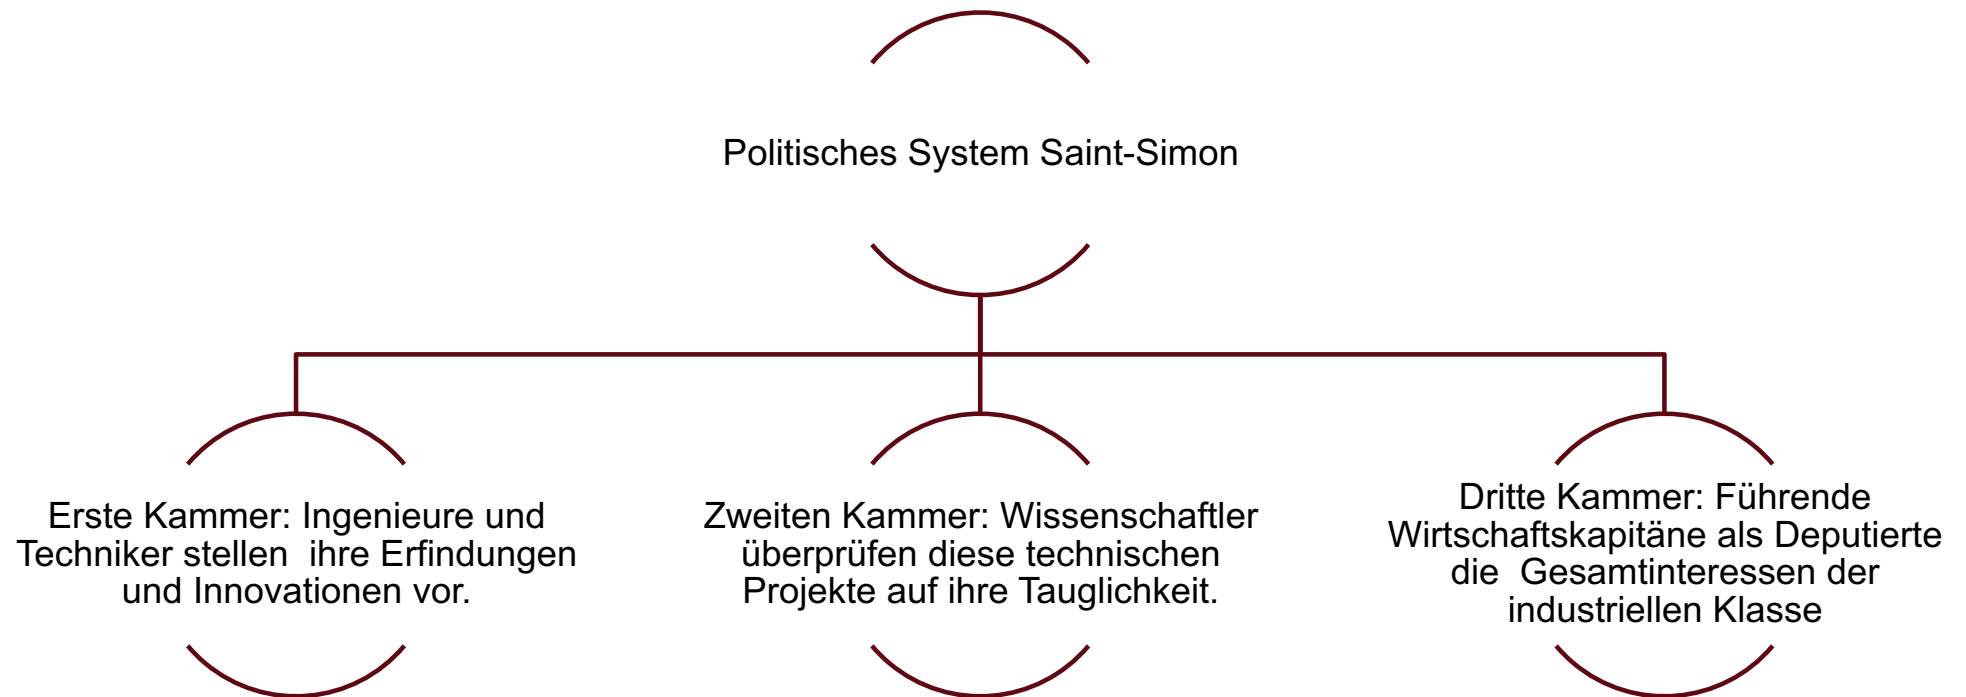 Politisches System Saint-Simon
Erste Kammer: Ingenieure und
Techniker stellen  ihre Erfindungen
und Innovationen vor.
Zweiten Kammer: Wissenschaftler
überprüfen diese technischen
Projekte auf ihre Tauglichkeit.
Dritte Kammer: Führende
Wirtschaftskapitäne als Deputierte
die  Gesamtinteressen der
industriellen Klasse